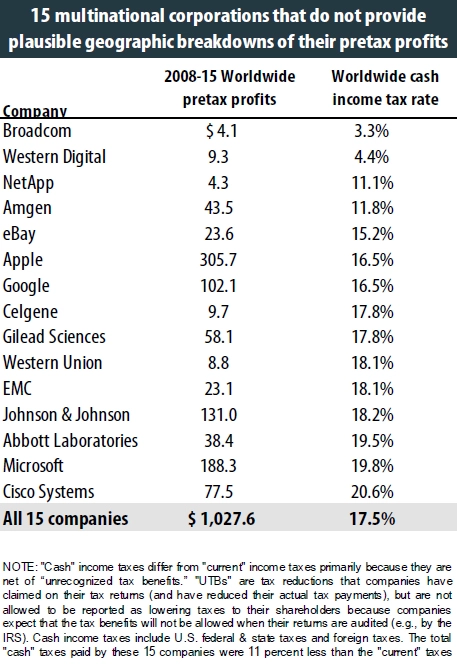 15 multinational corporations that do not provide
plausible geographic breakdowns of their pretax profits
2008-15 Worldwide Worldwide cash
Company pretax profits income tax rate
Broadcom $ 4.1 3.3%
Western Digital 9.3 4.4%
NetApp 4.3 11.1%
Amgen 43.5 11.8%
eBay 23.6 15.2%
Apple 305.7 16.5%
Google 102.1 16.5%
Celgene 9.7 17.8%
Gilead Sciences 58.1 17.8%
Western Union 8.8 18.1%
EMC 23.1 18.1%
Johnson & Johnson 131.0 18.2%
Abbott Laboratories 38.4 19.5%
Microsoft 188.3 19.8%
Cisco Systems 77.5 20.6%
All 15 companies $ 1,027.6 17.5%
NOTE: "Cash" income taxes differ from "current" income taxes primarily because they are
net of “unrecognized tax benefits.” "UTBs" are tax reductions that companies have
claimed on their tax returns (and have reduced their actual tax payments), but are not
allowed to be reported as lowering taxes to their shareholders because companies
expect that the tax benefits will not be allowed when their returns are audited (e.g., by the
IRS). Cash income taxes include U.S. federal & state taxes and foreign taxes. The total
"cash" taxes paid by these 15 companies were 11 percent less than the "current" taxes